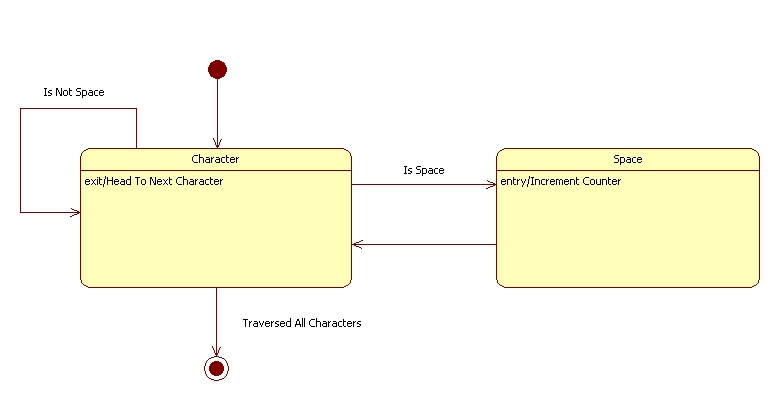 Is Not Space
Character
exit/Head To Next Character
Is Space
Space
entry/Increment Counter
Traversed All Characters